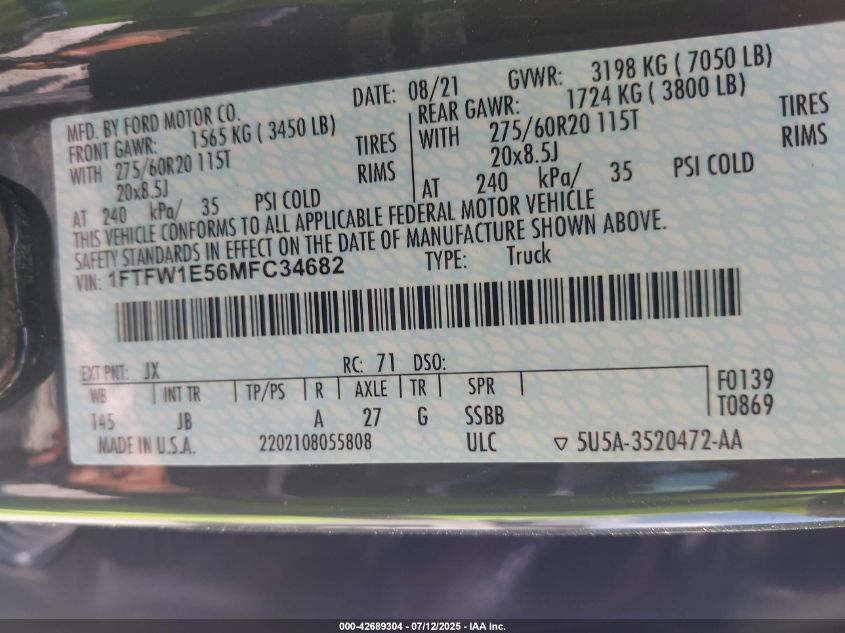 MFD. BY FORD MOTOR CO.
DATE: 08/21
GVWR: 3198 KG ( 7050 LB)
FRONT GAWR: 1565 KG ( 3450 LB)
REAR GAWR: 1724 KG ( 3800 LB)
WITH 275/60R20 115T TIRES
WITH 275/60R20 115T TIRES
20x8.5J RIMS
20x8.5J RIMS
AT 240 kPa/ 35 PSI COLD
AT 240 kPa/ 35 PSI COLD
THIS VEHICLE CONFORMS TO ALL APPLICABLE FEDERAL MOTOR VEHICLE
SAFETY STANDARDS IN EFFECT ON THE DATE OF MANUFACTURE SHOWN ABOVE.
VIN: 1FTFW1E56MFC34682
TYPE: Truck
EXT PNT: JX RC: 71 DSO:
WB INT TR TP/PS R AXLE TR SPR
145 JB A 27 G SSBB
F0139
T0869
MADE IN U.S.A. 2202108055808 ULC ▽ 5U5A-3520472-AA
000-42689304 - 07/12/2025 - IAA Inc.